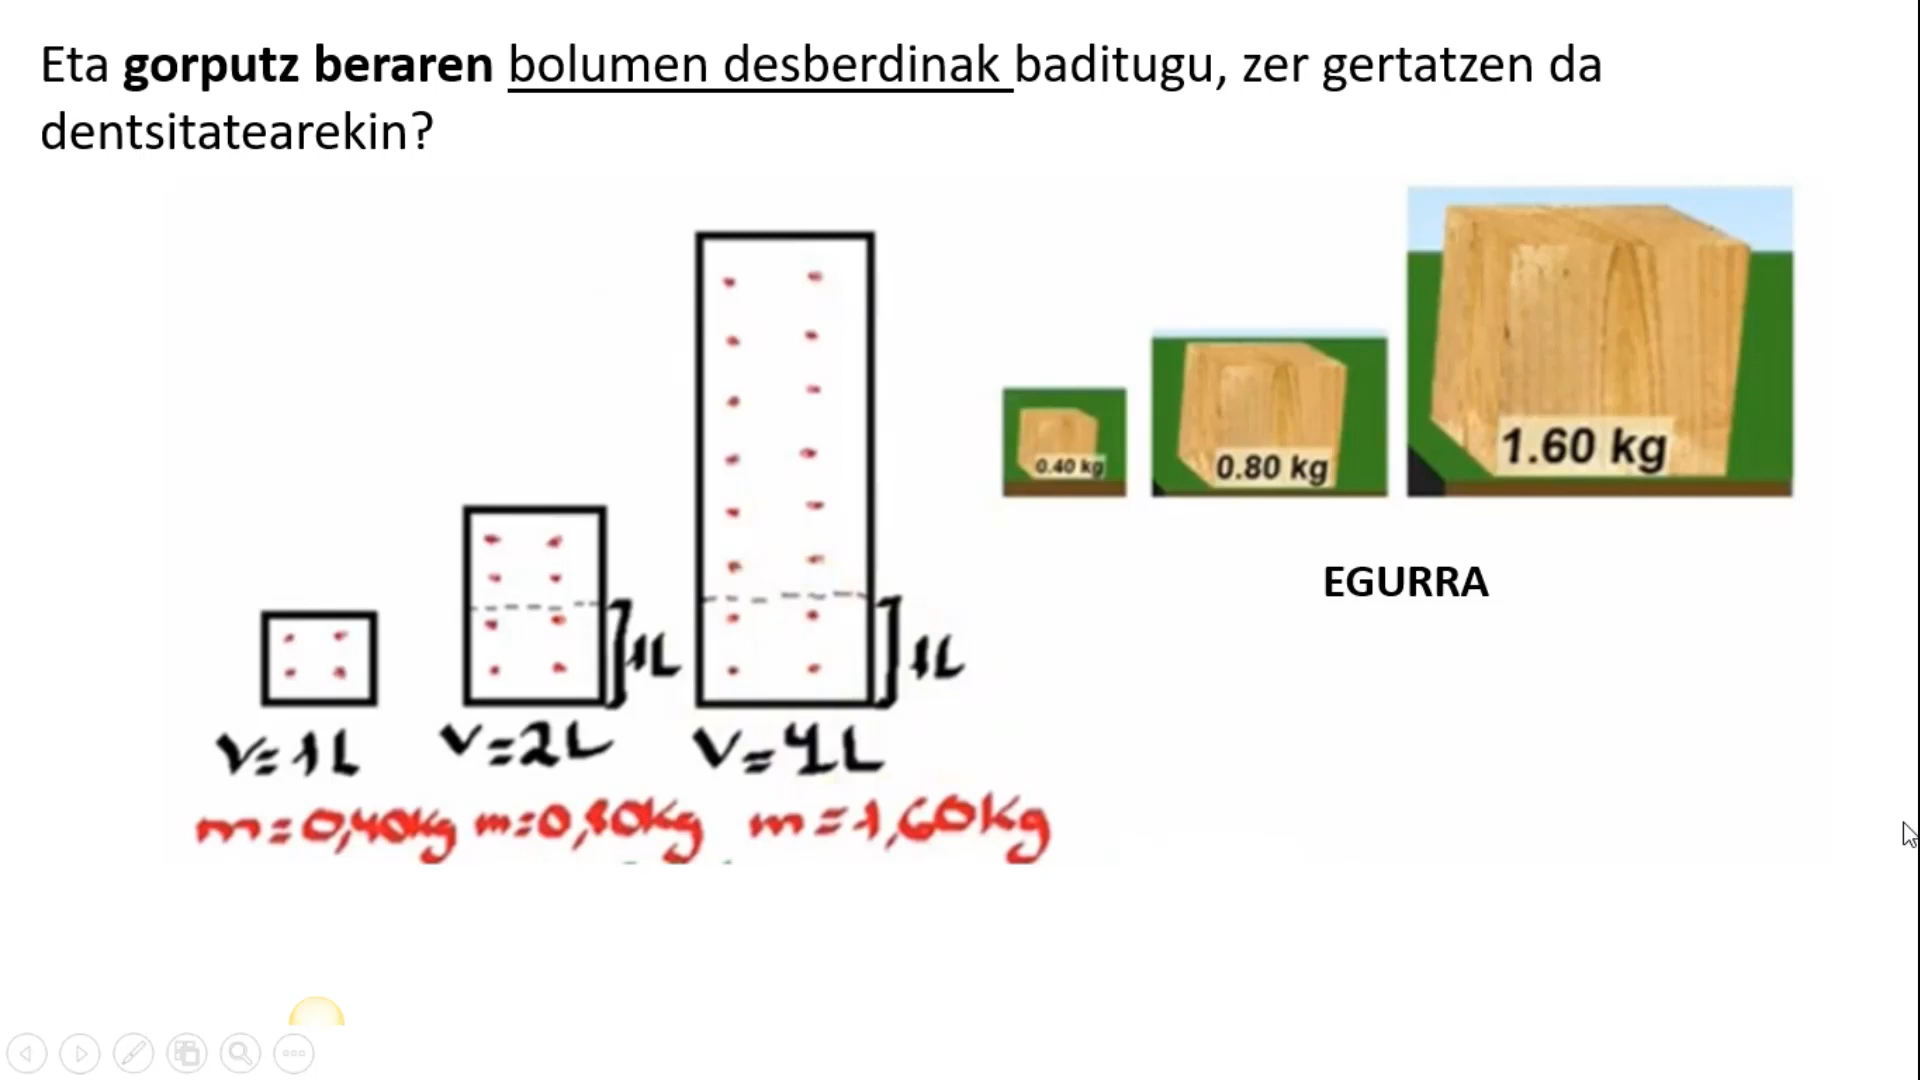 Eta gorputz beraren bolumen desberdinak baditugu, zer gertatzen da
dentsitatearekin?
0.40 kg
0.80 kg
1.60 kg
EGURRA
1L
1L
V=1L
V=2L
V=4L
m=0,40kg
m=0,80kg
m=1,60kg